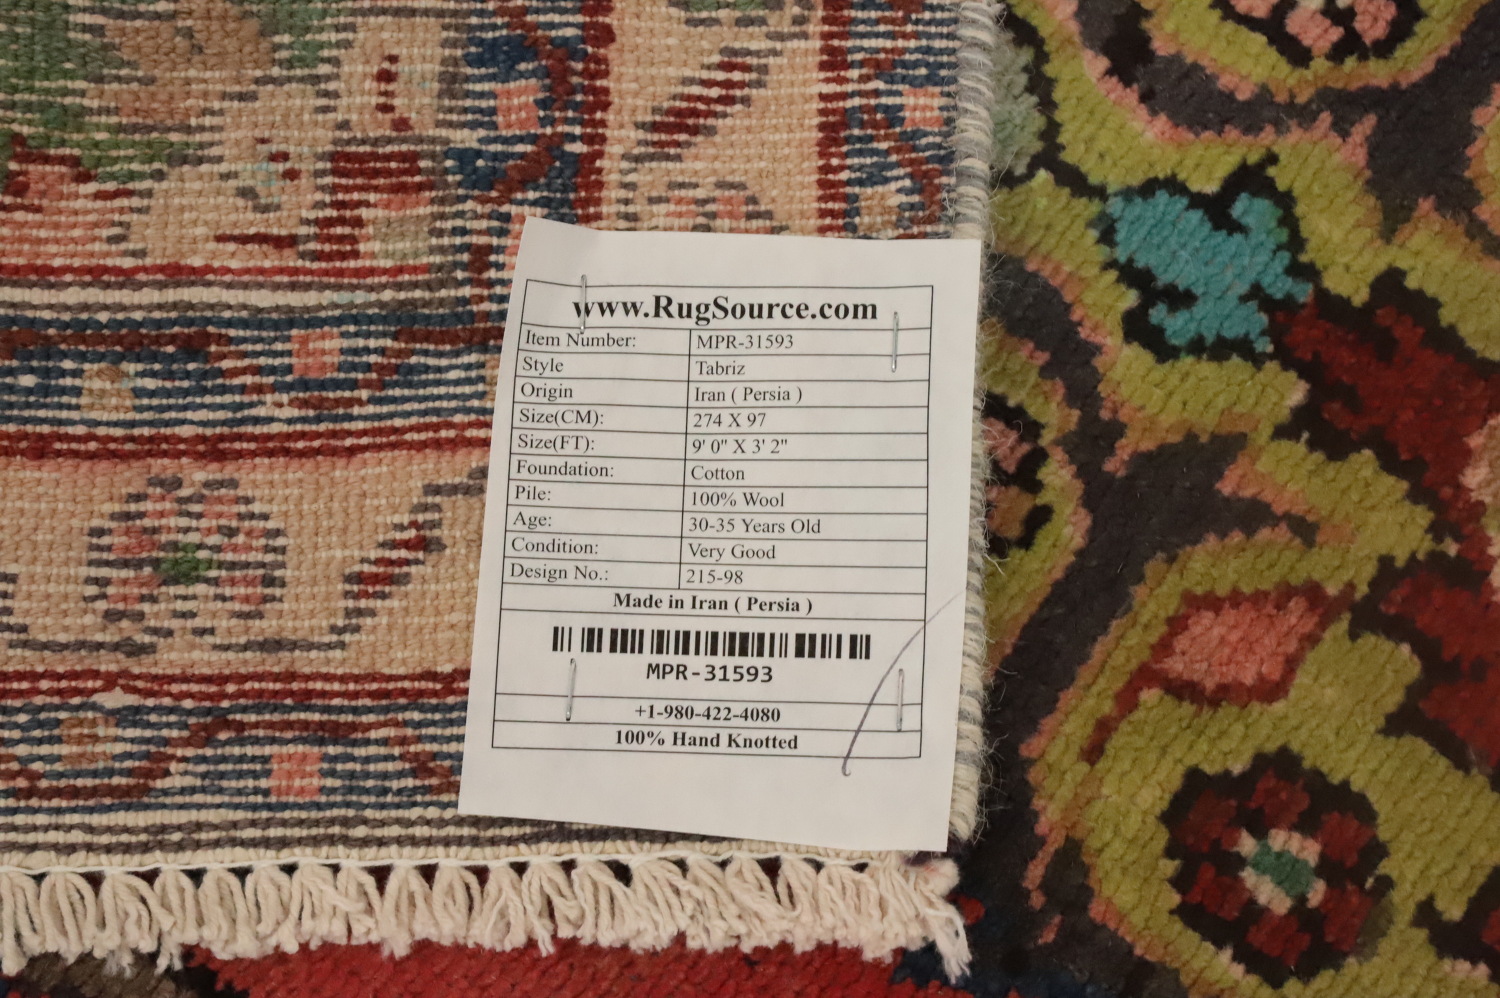 www.RugSource.com
Item Number: MPR-31593
Style Tabriz
Origin Iran ( Persia )
Size(CM): 274 X 97
Size(FT): 9' 0" X 3' 2"
Foundation: Cotton
Pile: 100% Wool
Age: 30-35 Years Old
Condition: Very Good
Design No.: 215-98
Made in Iran ( Persia )
MPR-31593
+1-980-422-4080
100% Hand Knotted